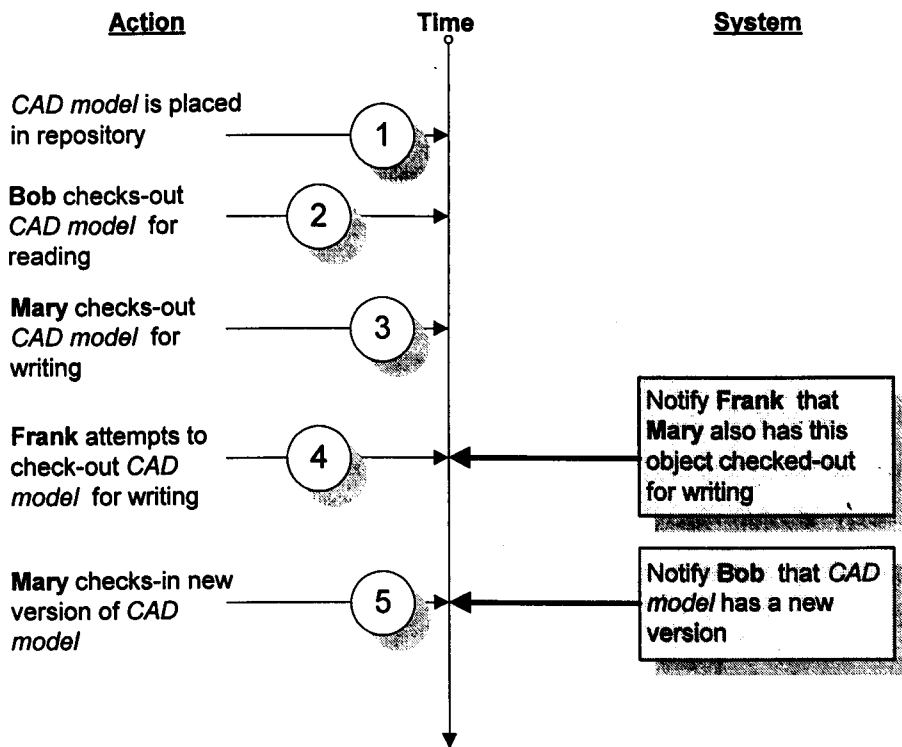 Action
Time
System
CAD model is placed
in repository
1
Bob checks-out
CAD model for
reading
2
Mary checks-out
CAD model for
writing
3
Frank attempts to
check-out CAD
model for writing
4
Notify Frank that
Mary also has this
object checked-out
for writing
Mary checks-in new
version of CAD
model
5
Notify Bob that CAD
model has a new
version